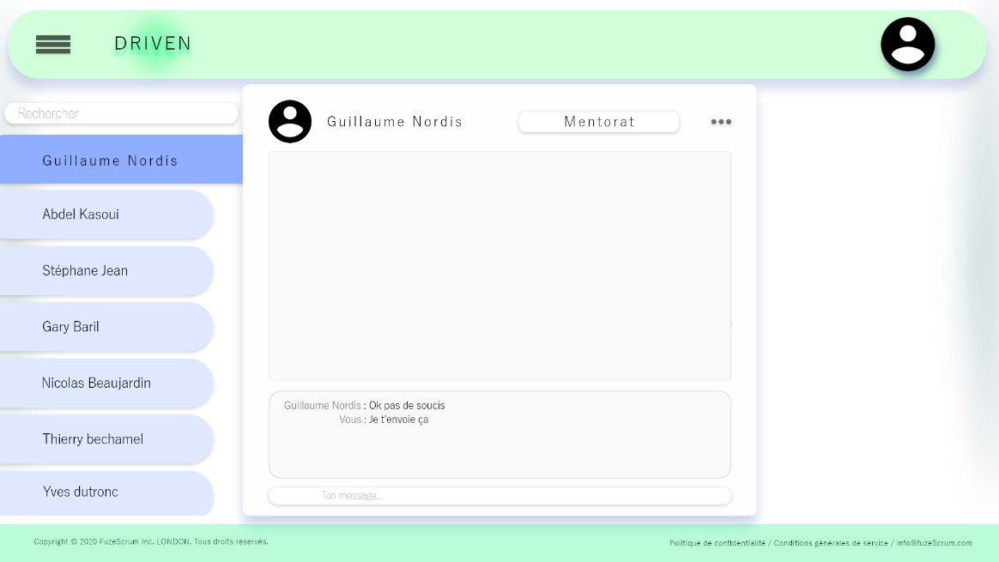 DRIVEN
Rechercher
Guillaume Nordis
Abdel Kasoui
Stéphane Jean
Gary Baril
Nicolas Beaujardin
Thierry bechamel
Yves dutronc
Guillaume Nordis
Mentorat
Guillaume Nordis : Ok pas de soucis
Vous : Je t'envoie ça
Ton message...
Copyright © 2020 FuzeScrum Inc. LONDON. Tous droits réservés.
Politique de confidentialité / Conditions générales de service / info@fuzeScrum.com